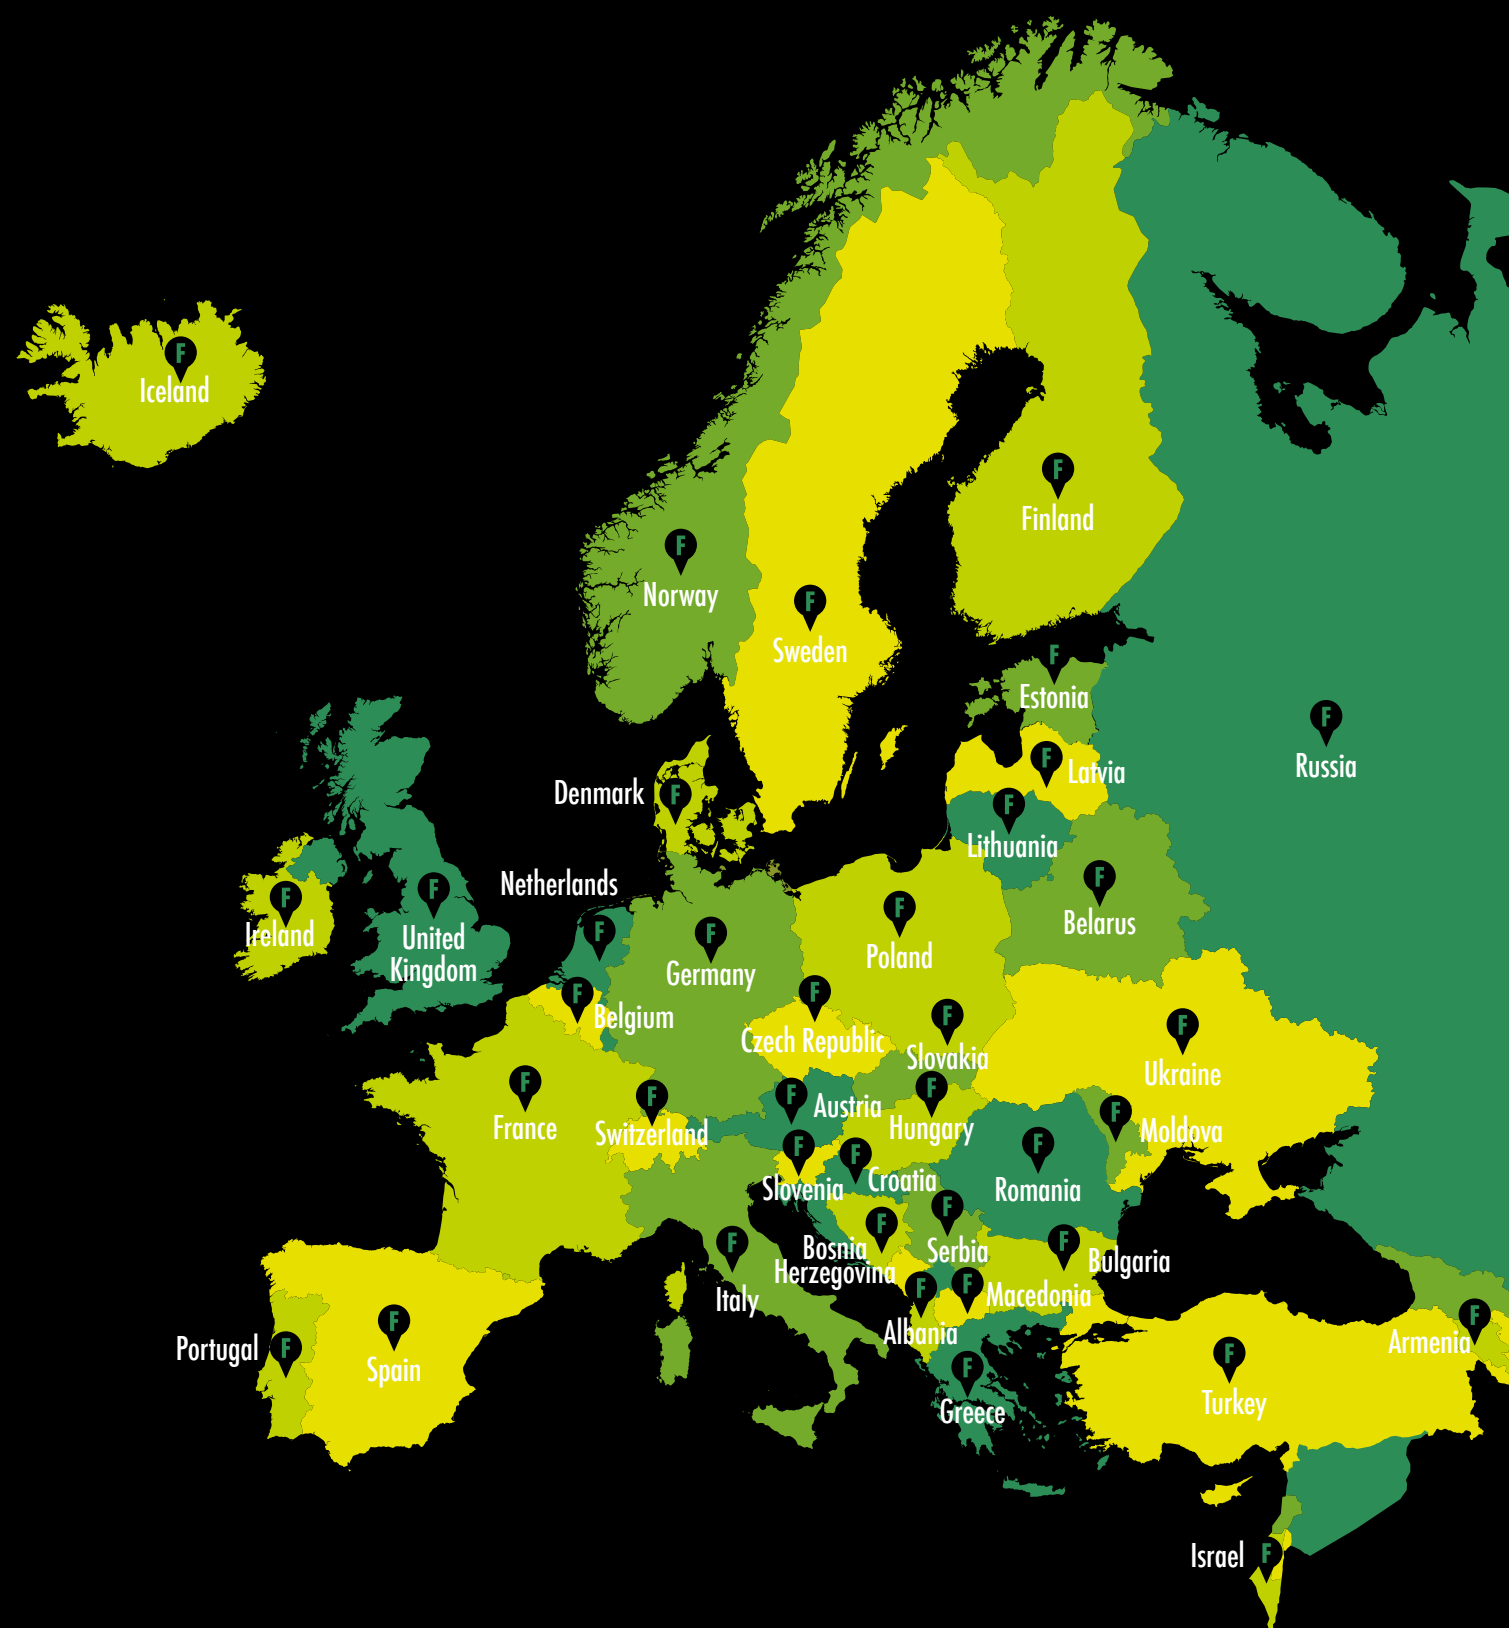 F
Iceland
F
Finland
F
Norway
F
Sweden
F
Estonia
F
Russia
F
Latvia
Denmark
F
F
Lithuania
Netherlands
F
F
Ireland
F
United
Kingdom
F
F
Germany
F
Poland
F
Belarus
F
Belgium
F
Czech Republic
F
Slovakia
F
Ukraine
F
France
F
Switzerland
F
Austria
F
Hungary
F
Moldova
F
Slovenia
F
Croatia
F
Romania
F
Bosnia
Herzegovina
F
Serbia
F
Bulgaria
F
Italy
F
Albania
F
Macedonia
F
Armenia
Portugal
F
F
Spain
F
Greece
F
Turkey
Israel
F